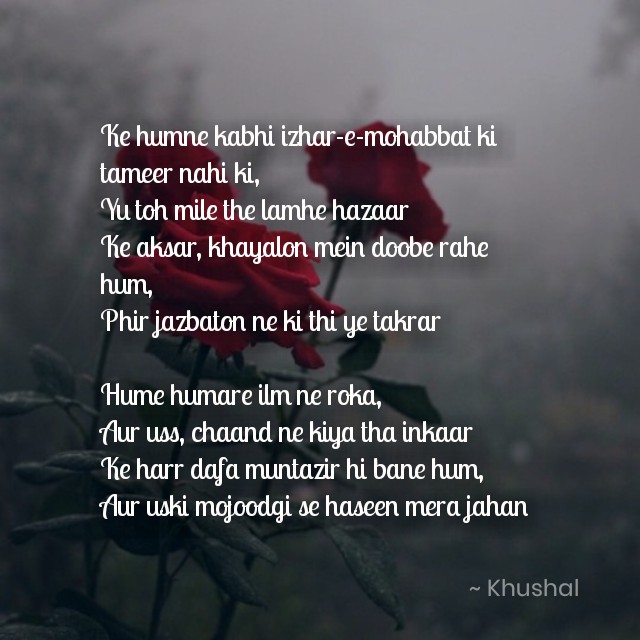 Ke humne kabhi izhar-e-mohabbat ki
tameer nahi ki,
Yu toh mile the lamhe hazaar
Ke aksar, khayalon mein doobe rahe
hum,
Phir jazbaton ne ki thi ye takrar
Hume humare ilm ne roka,
Aur uss, chaand ne kiya tha inkaar
Ke harr dafa muntazir hi bane hum,
Aur uski mojoodgi se haseen mera jahan
~ Khushal